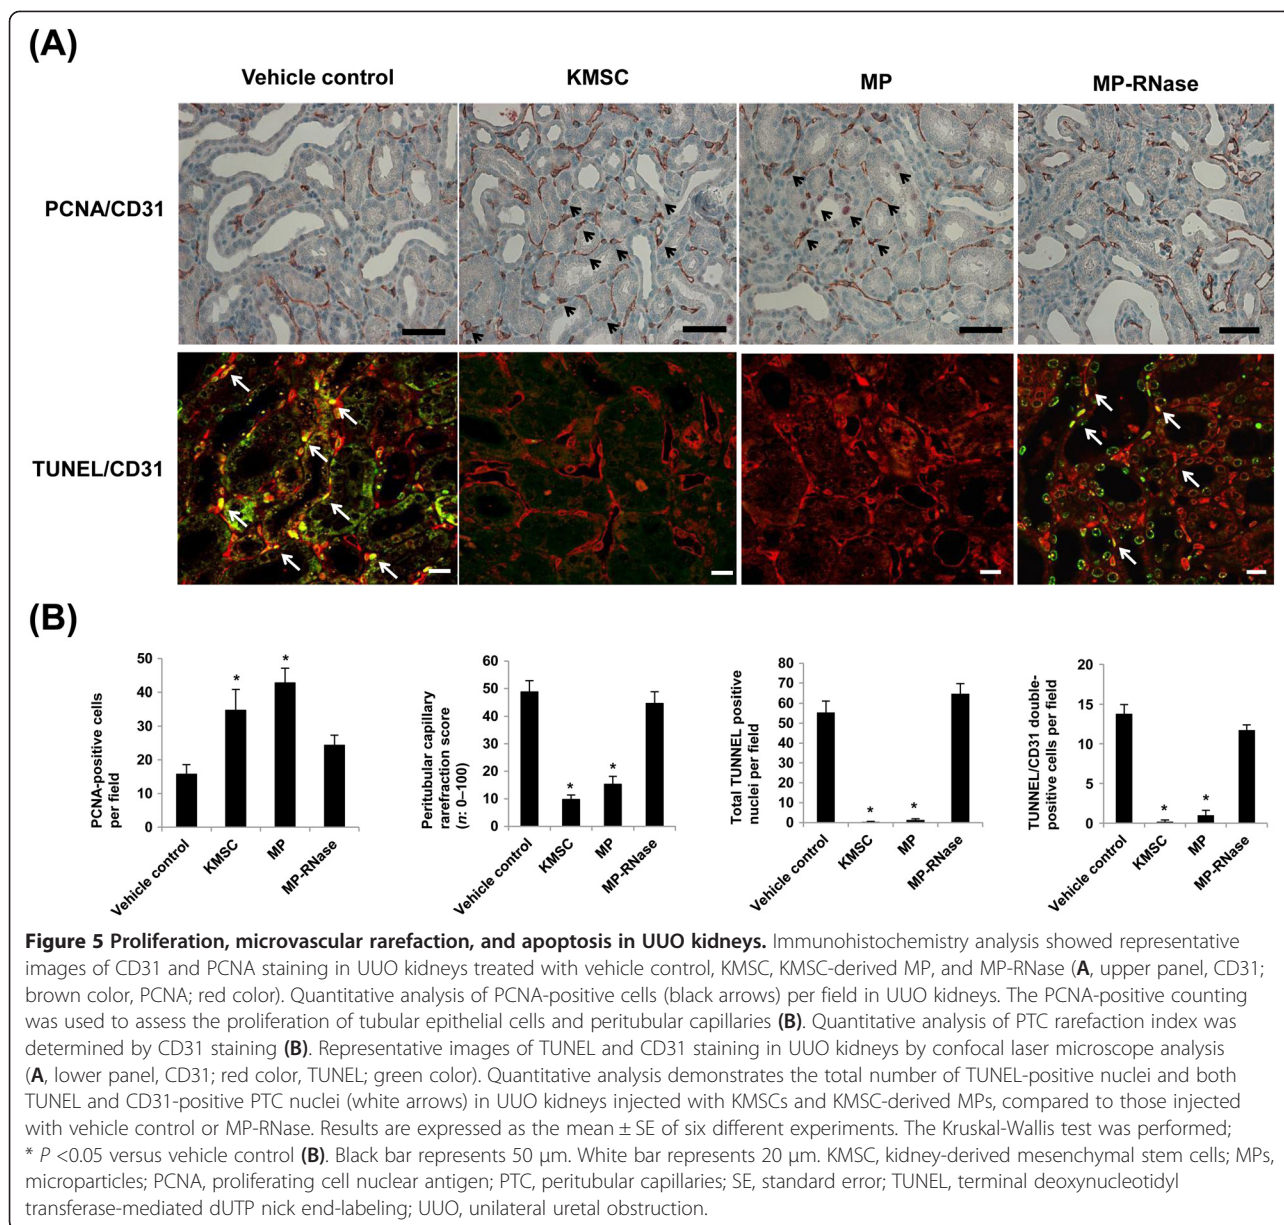 (A)
Vehicle control
KMSC
MP
MP-RNase
PCNA/CD31
TUNEL/CD31
(B)
PCNA-positive cells
per field
50
40
30
20
10
0
*
*
Vehicle control
KMSC
MP
MP-RNase
Peritubular capillary
rarefraction score
(n: 0–100)
60
50
40
30
20
10
0
*
*
Vehicle control
KMSC
MP
MP-RNase
Total TUNNEL positive
nuclei per field
80
70
60
50
40
30
20
10
0
*
*
Vehicle control
KMSC
MP
MP-RNase
TUNNEL/CD31 double-
positive cells per field
20
15
10
5
0
*
*
Vehicle control
KMSC
MP
MP-RNase
Figure 5 Proliferation, microvascular rarefaction, and apoptosis in UUO kidneys. Immunohistochemistry analysis showed representative
images of CD31 and PCNA staining in UUO kidneys treated with vehicle control, KMSC, KMSC-derived MP, and MP-RNase (A, upper panel, CD31;
brown color, PCNA; red color). Quantitative analysis of PCNA-positive cells (black arrows) per field in UUO kidneys. The PCNA-positive counting
was used to assess the proliferation of tubular epithelial cells and peritubular capillaries (B). Quantitative analysis of PTC rarefaction index was
determined by CD31 staining (B). Representative images of TUNEL and CD31 staining in UUO kidneys by confocal laser microscope analysis
(A, lower panel, CD31; red color, TUNEL; green color). Quantitative analysis demonstrates the total number of TUNEL-positive nuclei and both
TUNEL and CD31-positive PTC nuclei (white arrows) in UUO kidneys injected with KMSCs and KMSC-derived MPs, compared to those injected
with vehicle control or MP-RNase. Results are expressed as the mean ± SE of six different experiments. The Kruskal-Wallis test was performed;
* P <0.05 versus vehicle control (B). Black bar represents 50 μm. White bar represents 20 μm. KMSC, kidney-derived mesenchymal stem cells; MPs,
microparticles; PCNA, proliferating cell nuclear antigen; PTC, peritubular capillaries; SE, standard error; TUNEL, terminal deoxynucleotidyl
transferase-mediated dUTP nick end-labeling; UUO, unilateral uretal obstruction.